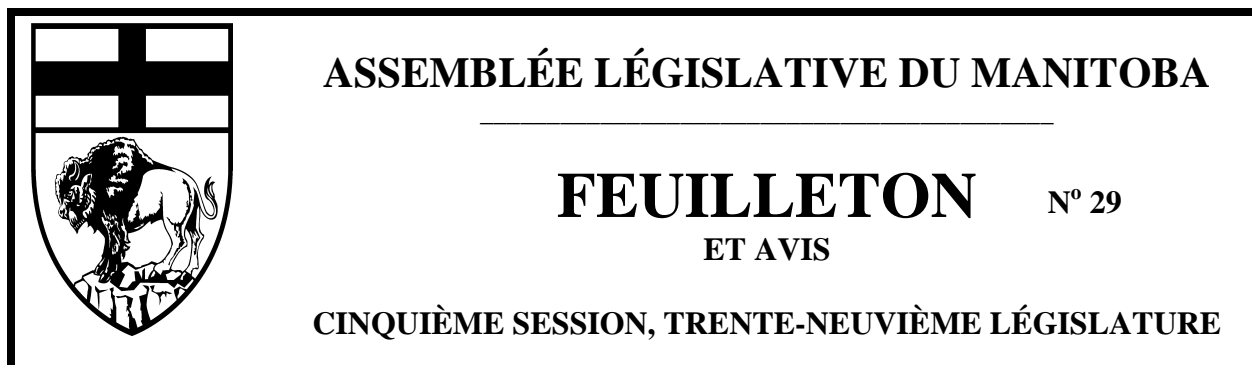 ASSEMBLÉE LÉGISLATIVE DU MANITOBA
FEUILLETON Nº 29
ET AVIS
CINQUIÈME SESSION, TRENTE-NEUVIÈME LÉGISLATURE